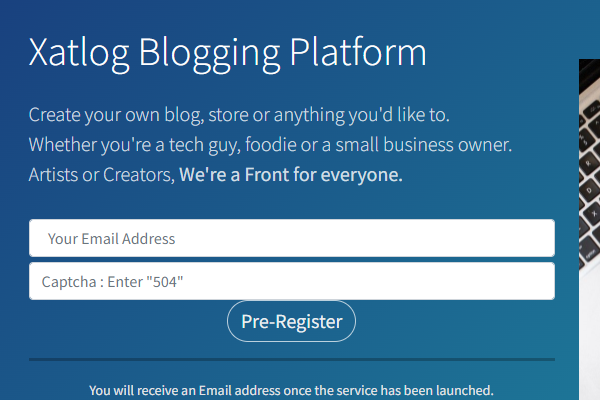 Xatlog Blogging Platform
Create your own blog, store or anything you'd like to.
Whether you're a tech guy, foodie or a small business owner.
Artists or Creators, We're a Front for everyone.
Your Email Address
Captcha : Enter "504"
Pre-Register
You will receive an Email address once the service has been launched.